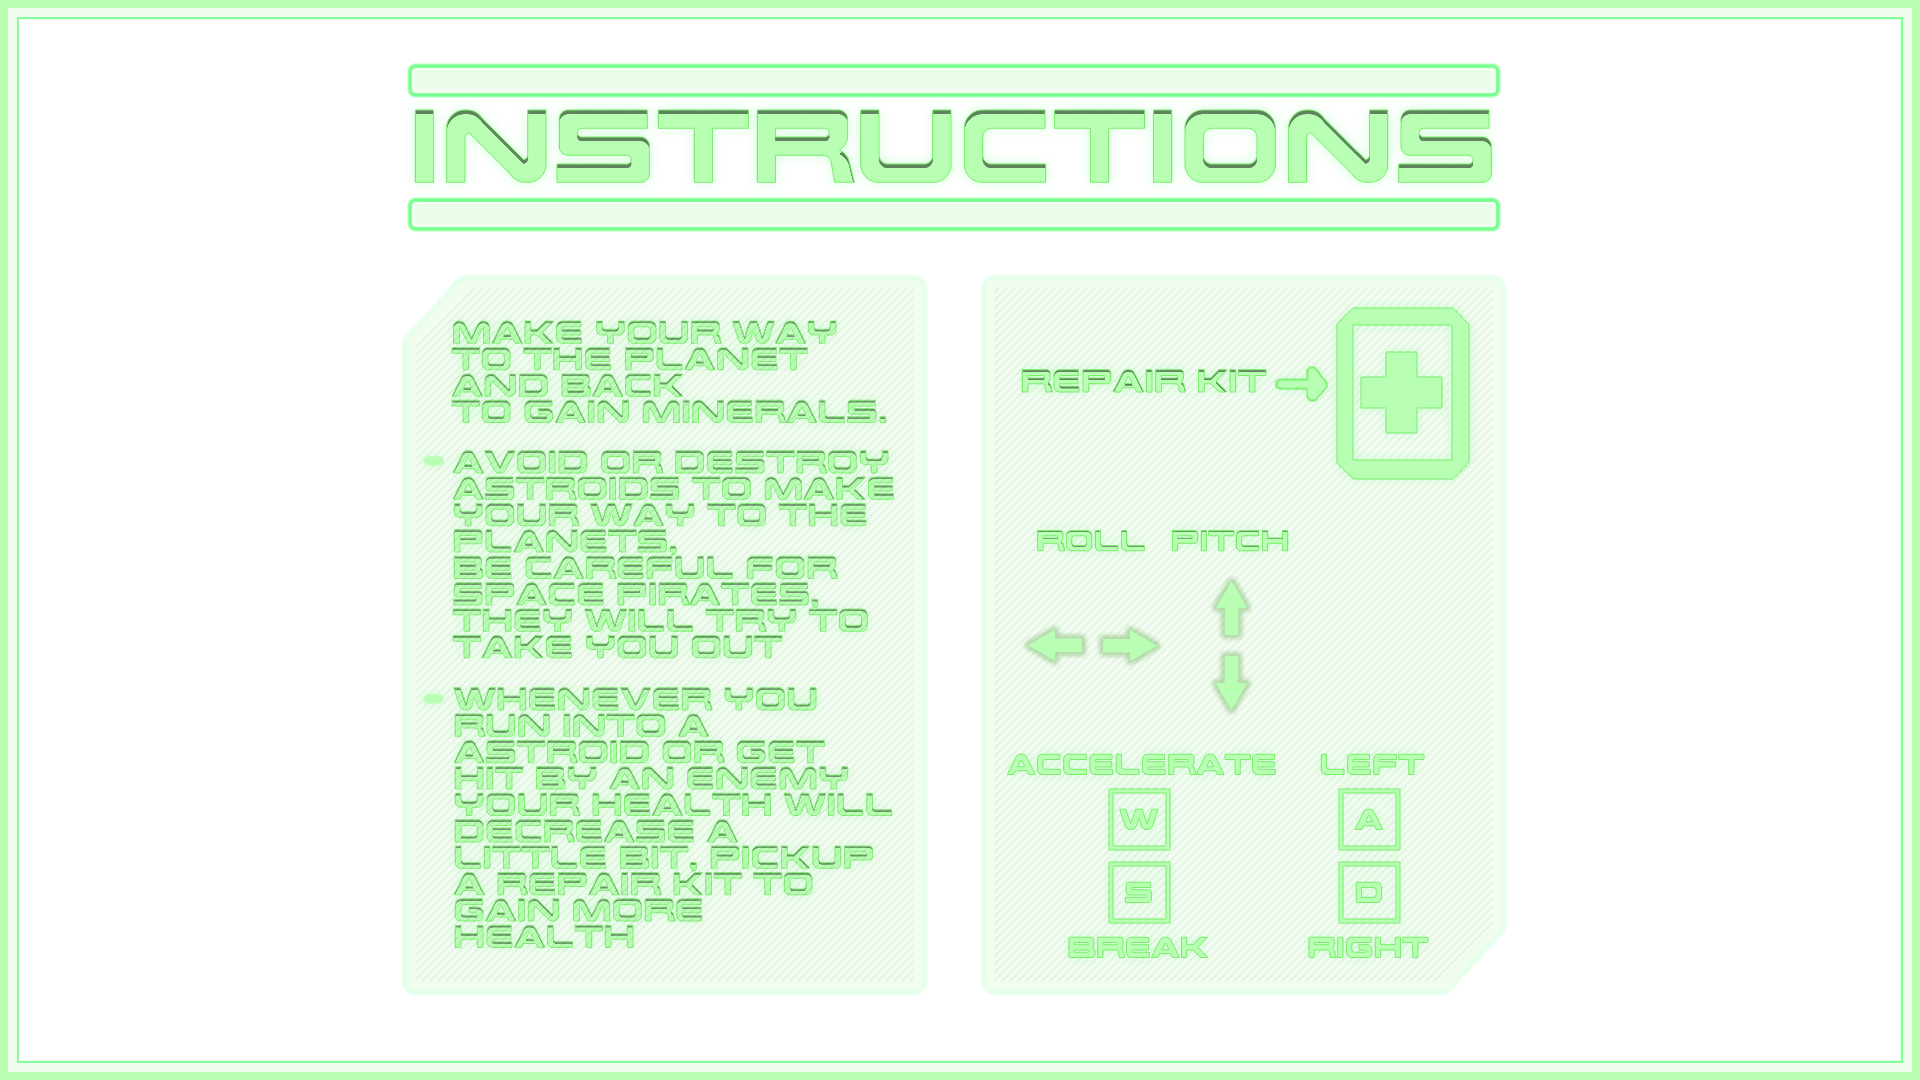 INSTRUCTIONS
MAKE YOUR WAY
TO THE PLANET
AND BACK
TO GAIN MINERALS.
- AVOID OR DESTROY
ASTROIDS TO MAKE
YOUR WAY TO THE
PLANETS.
BE CAREFUL FOR
SPACE PIRATES,
THEY WILL TRY TO
TAKE YOU OUT
- WHENEVER YOU
RUN INTO A
ASTROID OR GET
HIT BY AN ENEMY
YOUR HEALTH WILL
DECREASE A
LITTLE BIT, PICKUP
A REPAIR KIT TO
GAIN MORE
HEALTH
REPAIR KIT
ROLL PITCH
ACCELERATE LEFT
W A
S D
BREAK RIGHT